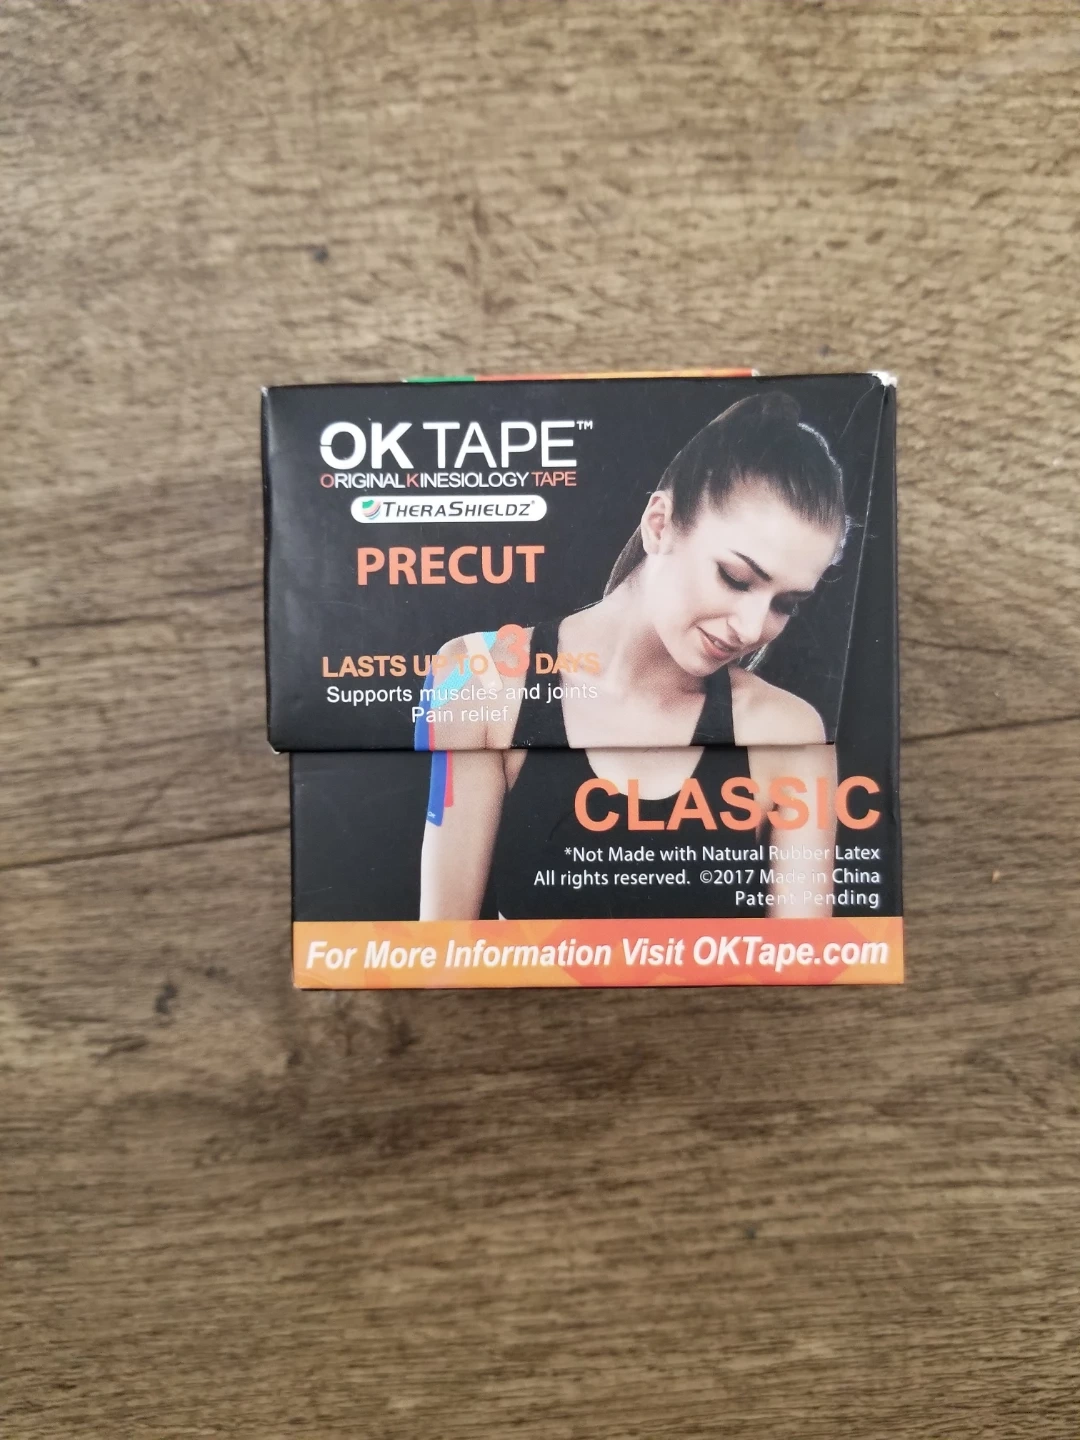 OK TAPE™
ORIGINAL KINESIOLOGY TAPE
THERASHIELDZ®
PRECUT
LASTS UP TO 3 DAYS
Supports muscles and joints
Pain relief.
CLASSIC
*Not Made with Natural Rubber Latex
All rights reserved. ©2017 Made in China
Patent Pending
For More Information Visit OKTape.com